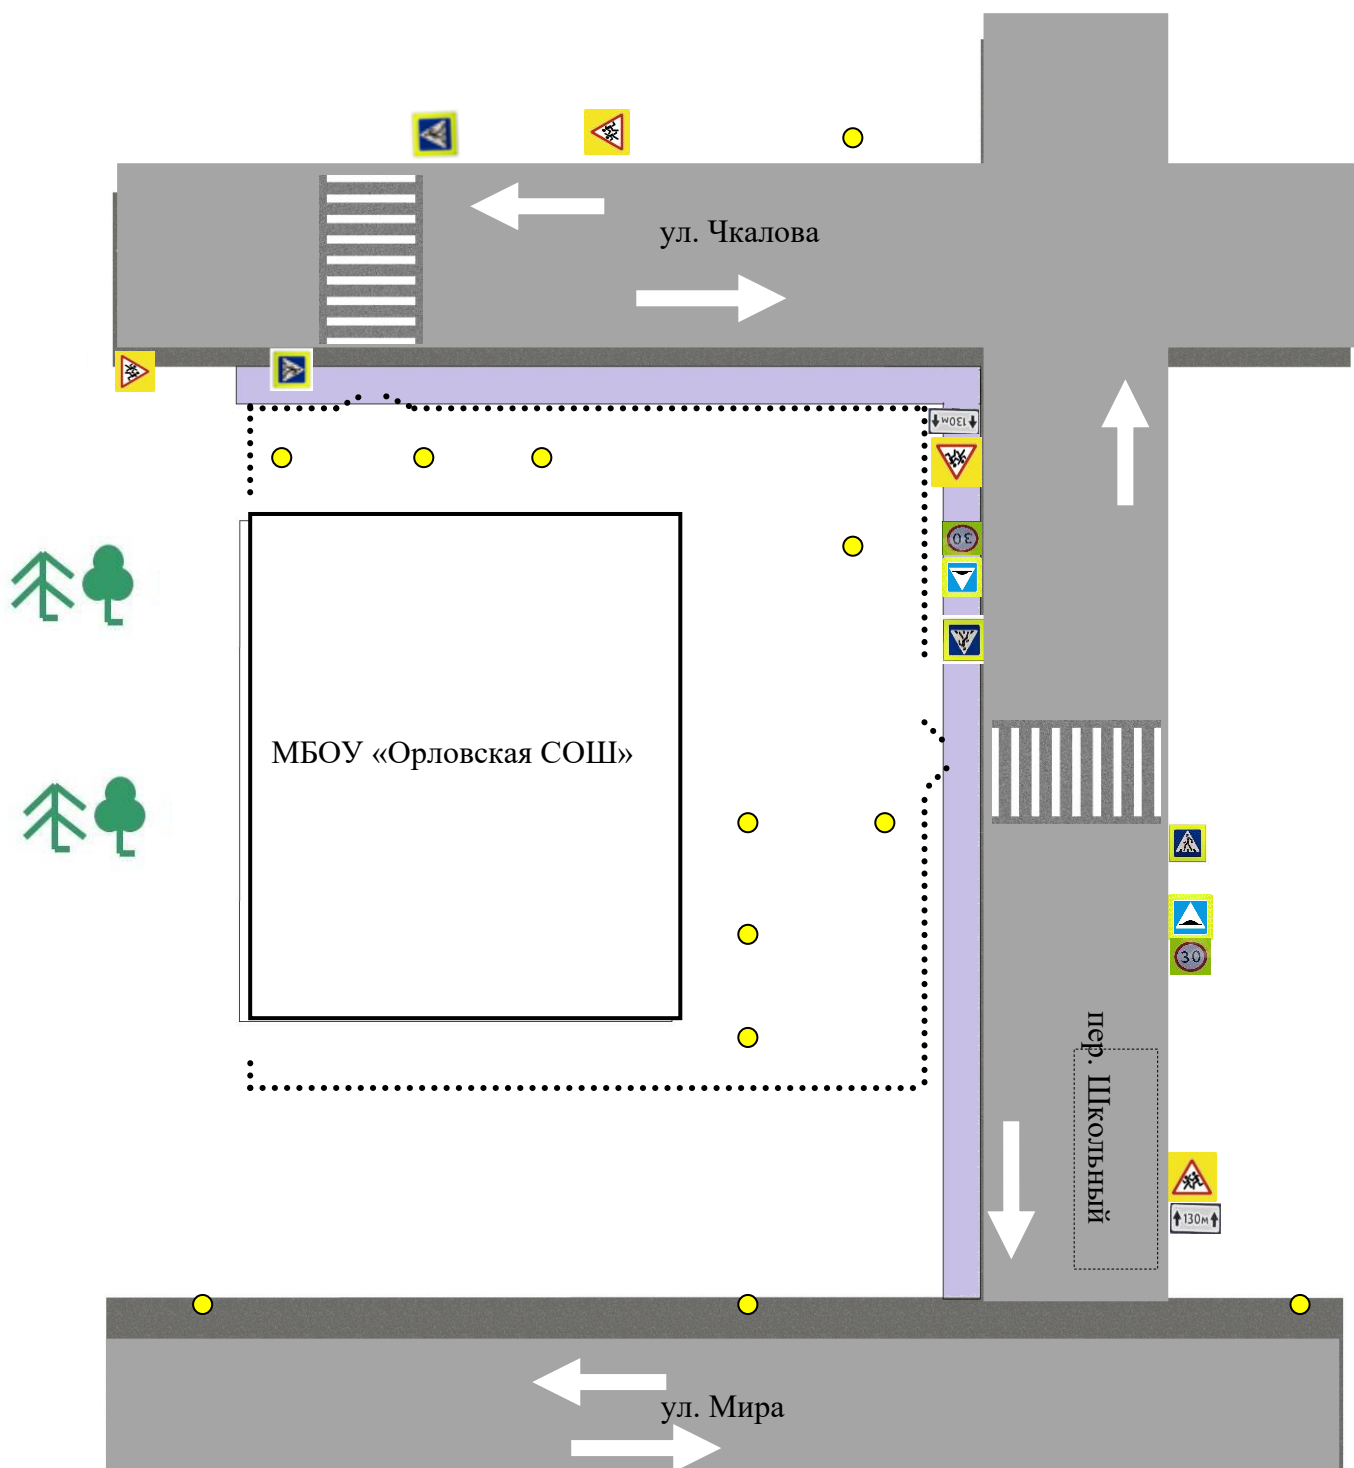 ул. Чкалова
130м
30
МБОУ «Орловская СОШ»
30
пер. Школьный
130м
ул. Мира